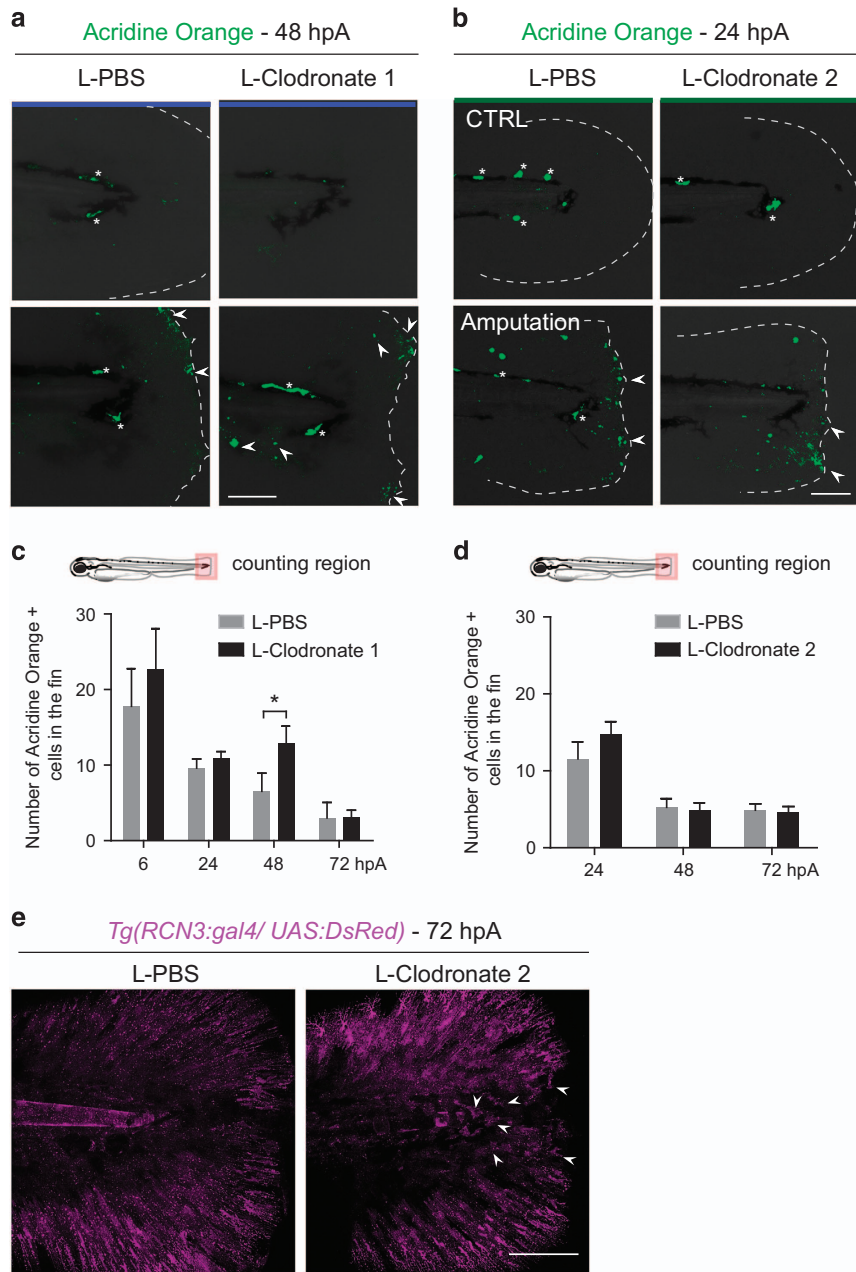 a
Acridine Orange - 48 hpA
L-PBS
L-Clodronate 1
*
*
*
*
*
*
b
Acridine Orange - 24 hpA
L-PBS
L-Clodronate 2
CTRL
*
*
*
*
*
*
Amputation
*
*
c
counting region
Number of Acridine Orange +
cells in the fin
30
20
10
0
L-PBS
L-Clodronate 1
*
6
24
48
72 hpA
d
counting region
Number of Acridine Orange +
cells in the fin
30
20
10
0
L-PBS
L-Clodronate 2
24
48
72 hpA
e
Tg(RCN3:gal4/ UAS:DsRed) - 72 hpA
L-PBS
L-Clodronate 2